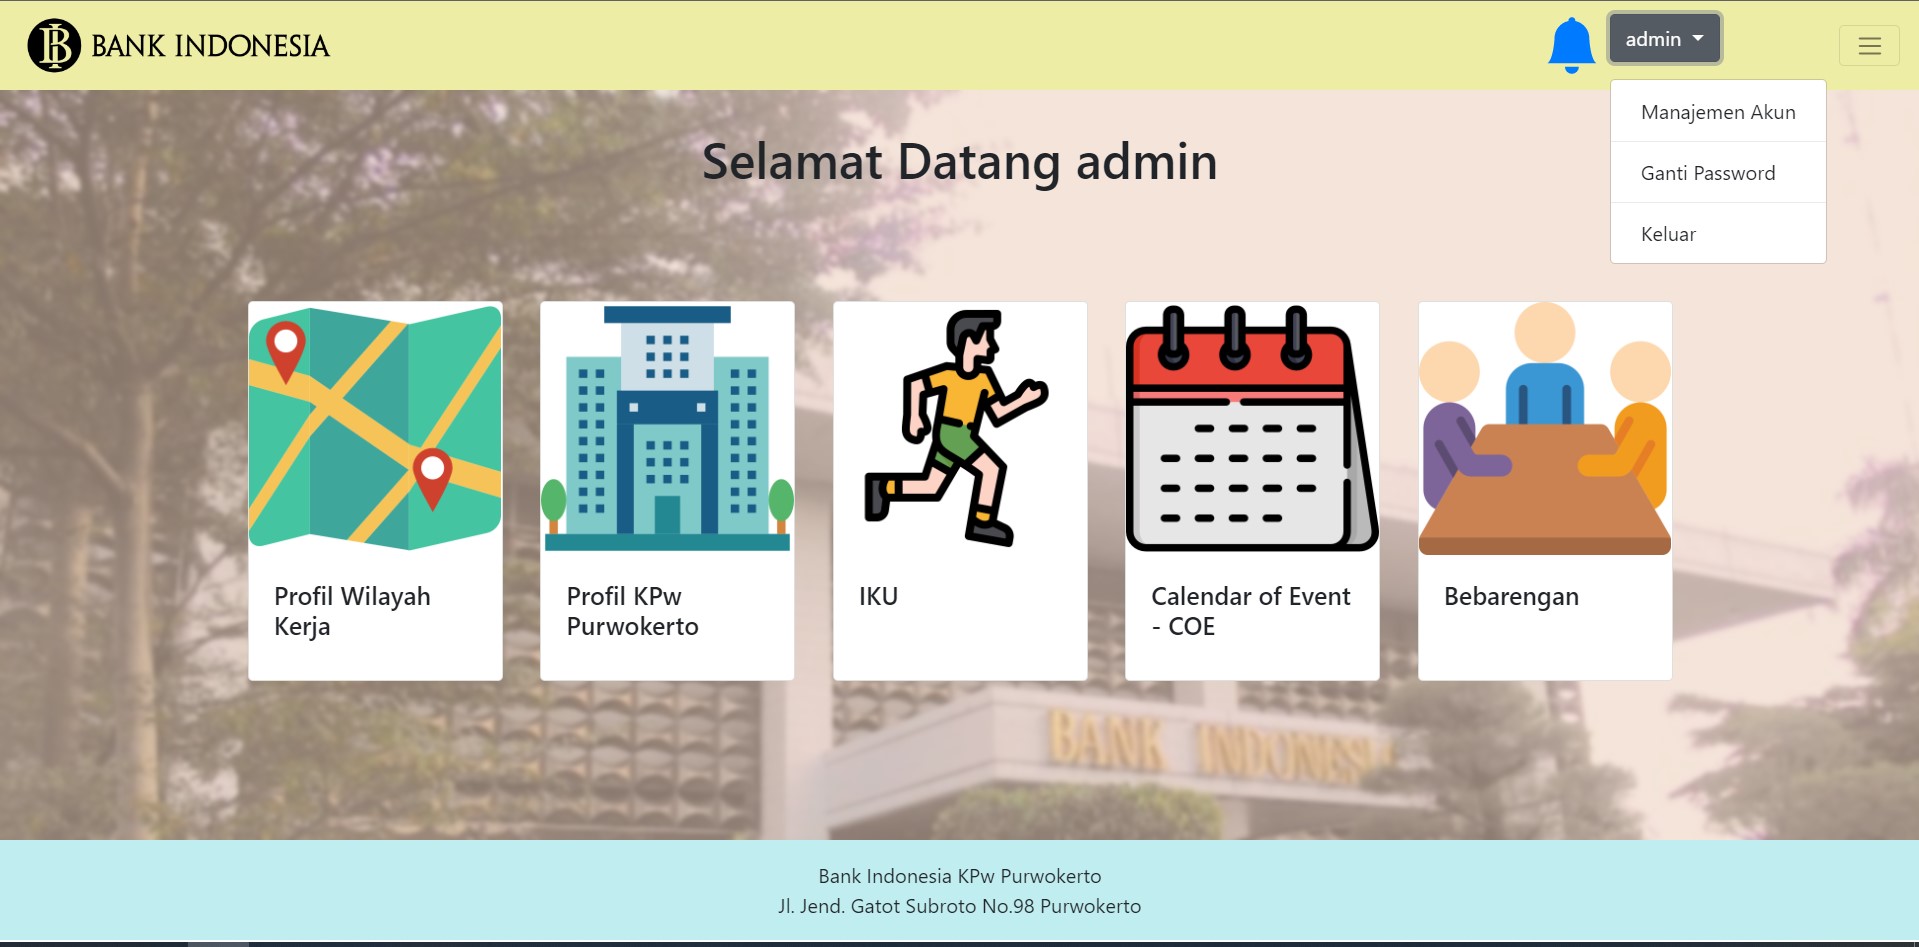 BANK INDONESIA
admin
Manajemen Akun
Ganti Password
Keluar
Selamat Datang admin
Profil Wilayah
Kerja
Profil KPw
Purwokerto
IKU
Calendar of Event
- COE
Bebarengan
BANK INDONESIA
Bank Indonesia KPw Purwokerto
Jl. Jend. Gatot Subroto No.98 Purwokerto